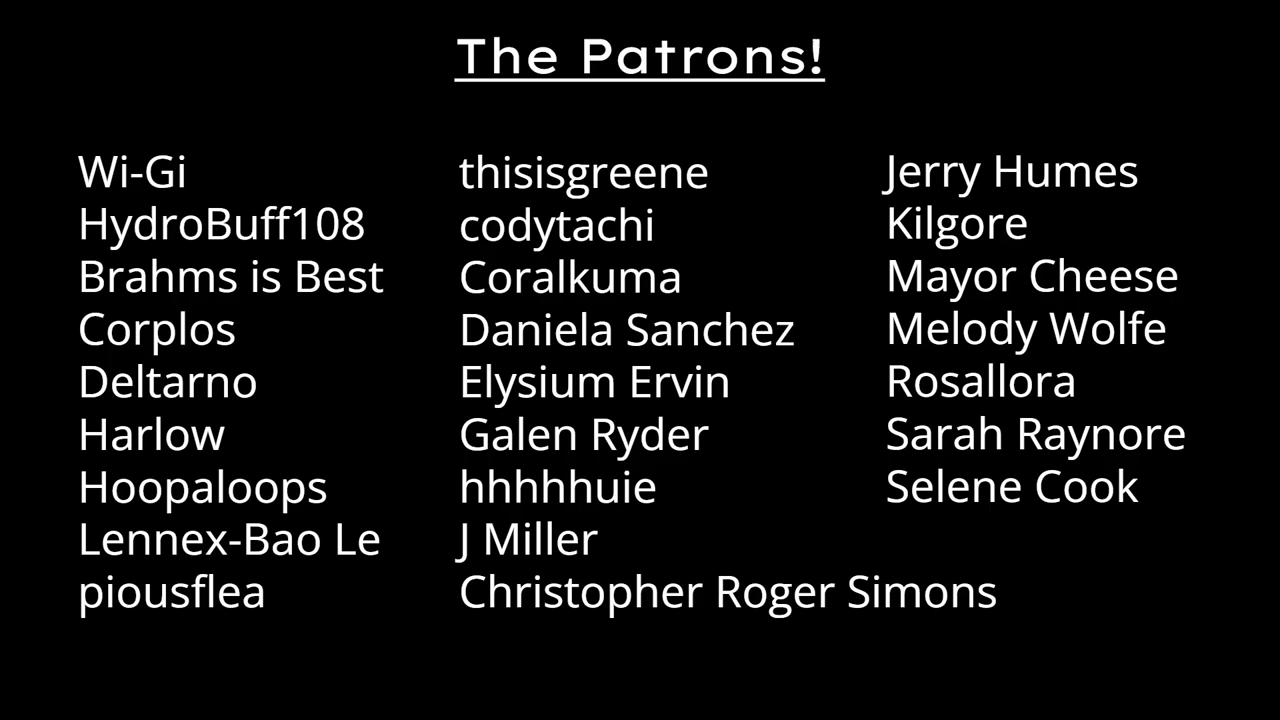 The Patrons!
Wi-Gi
HydroBuff108
Brahms is Best
Corplos
Deltarno
Harlow
Hoopaloops
Lennex-Bao Le
piousflea
thisisgreene
codytachi
Coralkuma
Daniela Sanchez
Elysium Ervin
Galen Ryder
hhhhhuie
J Miller
Christopher Roger Simons
Jerry Humes
Kilgore
Mayor Cheese
Melody Wolfe
Rosallora
Sarah Raynore
Selene Cook